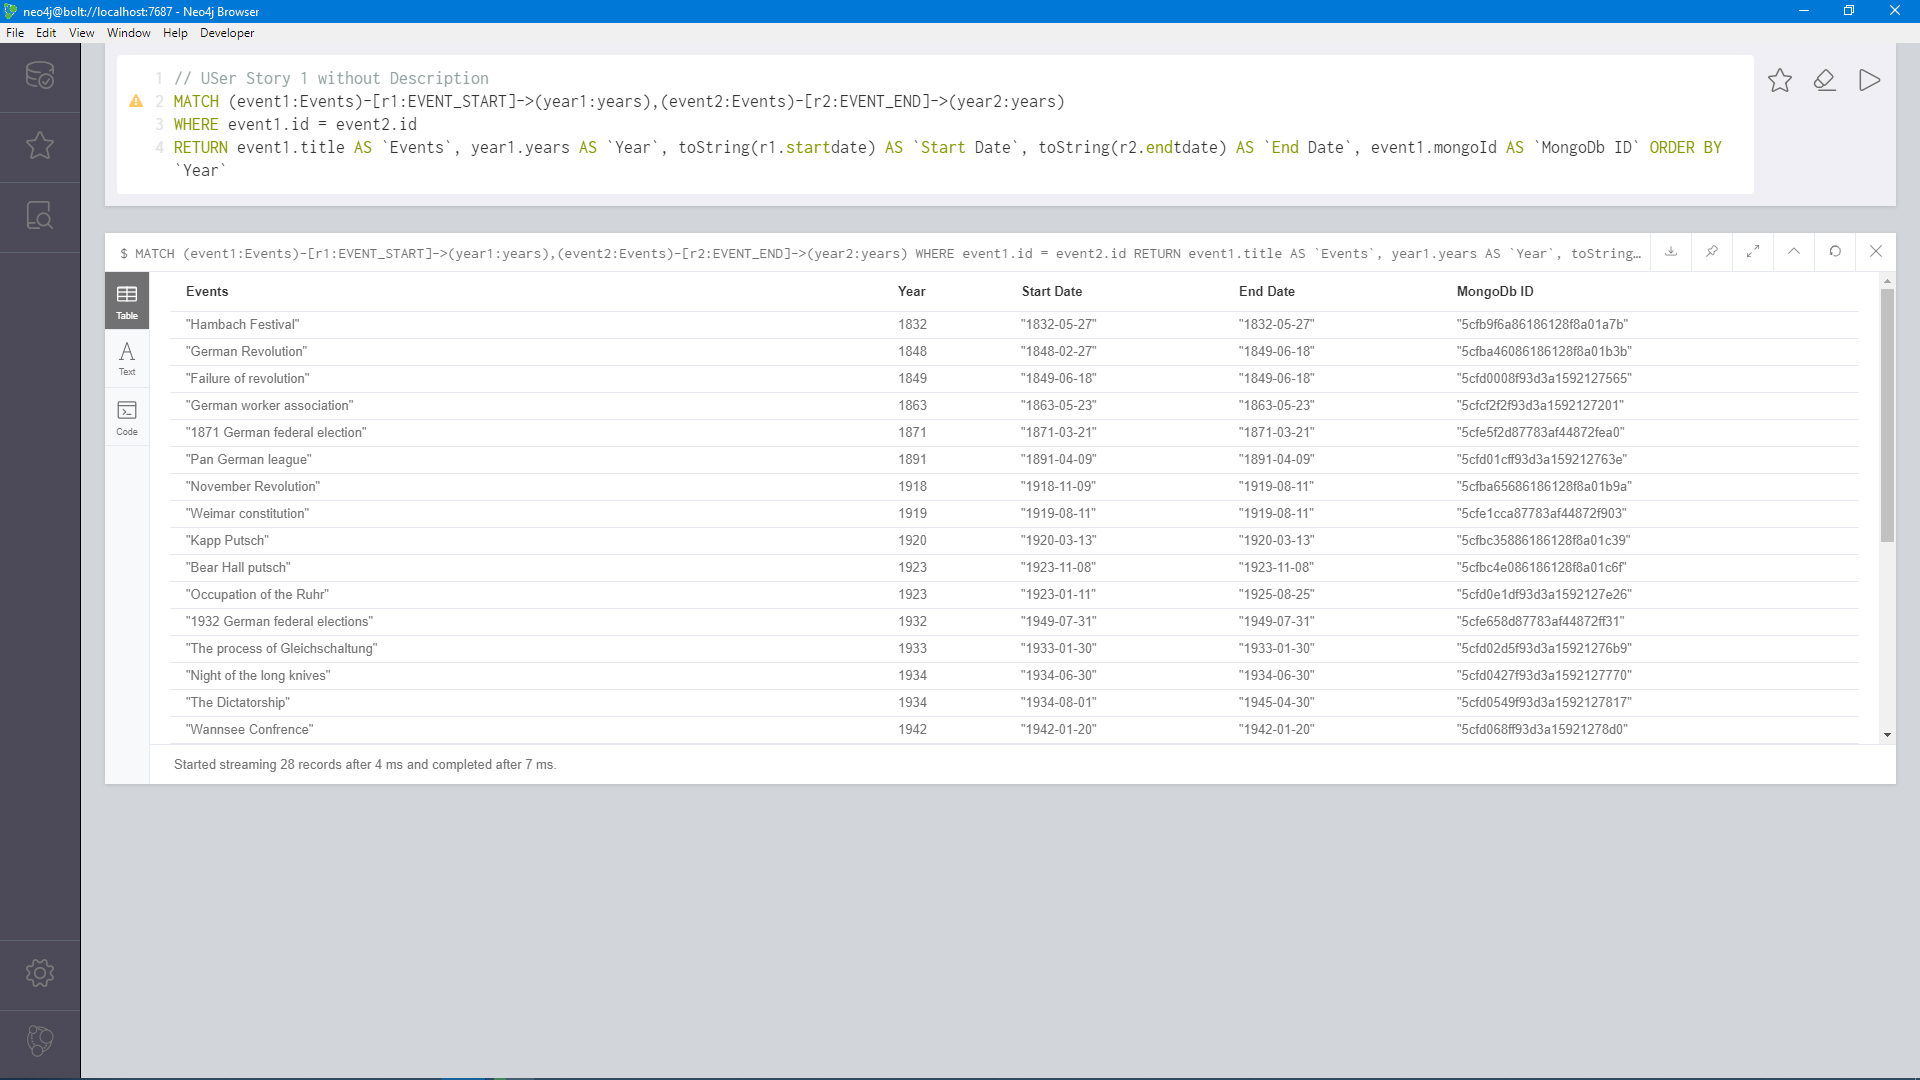 neo4j@bolt://localhost:7687 - Neo4j Browser
File Edit View Window Help Developer
1 // USer Story 1 without Description
2 MATCH (event1:Events)-[r1:EVENT_START]->(year1:years),(event2:Events)-[r2:EVENT_END]->(year2:years)
3 WHERE event1.id = event2.id
4 RETURN event1.title AS `Events`, year1.years AS `Year`, toString(r1.startdate) AS `Start Date`, toString(r2.endtdate) AS `End Date`, event1.mongoId AS `MongoDb ID` ORDER BY
`Year`
$ MATCH (event1:Events)-[r1:EVENT_START]->(year1:years),(event2:Events)-[r2:EVENT_END]->(year2:years) WHERE event1.id = event2.id RETURN event1.title AS `Events`, year1.years AS `Year`, toString…
Table
Text
Code
Events Year Start Date End Date MongoDb ID
"Hambach Festival" 1832 "1832-05-27" "1832-05-27" "5cfb9f6a86186128f8a01a7b"
"German Revolution" 1848 "1848-02-27" "1849-06-18" "5cfba46086186128f8a01b3b"
"Failure of revolution" 1849 "1849-06-18" "1849-06-18" "5cfd0008f93d3a1592127565"
"German worker association" 1863 "1863-05-23" "1863-05-23" "5cfcf2f2f93d3a1592127201"
"1871 German federal election" 1871 "1871-03-21" "1871-03-21" "5cfe5f2d87783af44872fea0"
"Pan German league" 1891 "1891-04-09" "1891-04-09" "5cfd01cff93d3a159212763e"
"November Revolution" 1918 "1918-11-09" "1919-08-11" "5cfba65686186128f8a01b9a"
"Weimar constitution" 1919 "1919-08-11" "1919-08-11" "5cfe1cca87783af44872f903"
"Kapp Putsch" 1920 "1920-03-13" "1920-03-13" "5cfbc35886186128f8a01c39"
"Bear Hall putsch" 1923 "1923-11-08" "1923-11-08" "5cfbc4e086186128f8a01c6f"
"Occupation of the Ruhr" 1923 "1923-01-11" "1925-08-25" "5cfd0e1df93d3a1592127e26"
"1932 German federal elections" 1932 "1949-07-31" "1949-07-31" "5cfe658d87783af44872ff31"
"The process of Gleichschaltung" 1933 "1933-01-30" "1933-01-30" "5cfd02d5f93d3a15921276b9"
"Night of the long knives" 1934 "1934-06-30" "1934-06-30" "5cfd0427f93d3a1592127770"
"The Dictatorship" 1934 "1934-08-01" "1945-04-30" "5cfd0549f93d3a1592127817"
"Wannsee Confrence" 1942 "1942-01-20" "1942-01-20" "5cfd068ff93d3a15921278d0"
Started streaming 28 records after 4 ms and completed after 7 ms.